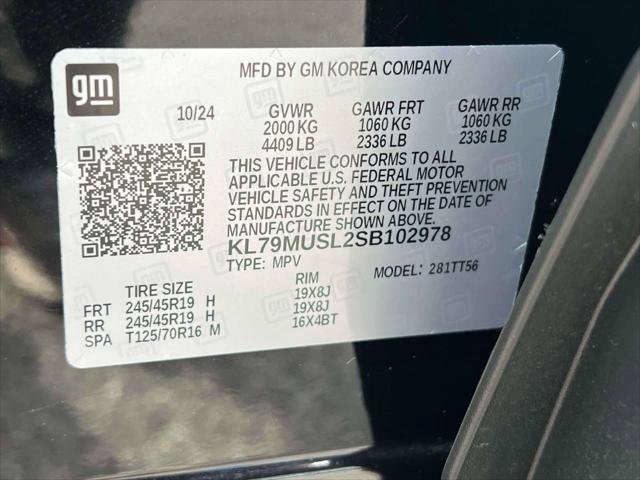 gm
MFD BY GM KOREA COMPANY
10/24 GVWR GAWR FRT GAWR RR
2000 KG 1060 KG 1060 KG
4409 LB 2336 LB 2336 LB
THIS VEHICLE CONFORMS TO ALL
APPLICABLE U.S. FEDERAL MOTOR
VEHICLE SAFETY AND THEFT PREVENTION
STANDARDS IN EFFECT ON THE DATE OF
MANUFACTURE SHOWN ABOVE.
KL79MUSL2SB102978
TYPE: MPV MODEL: 281TT56
TIRE SIZE RIM
FRT 245/45R19 H 19X8J
RR 245/45R19 H 19X8J
SPA T125/70R16 M 16X4BT